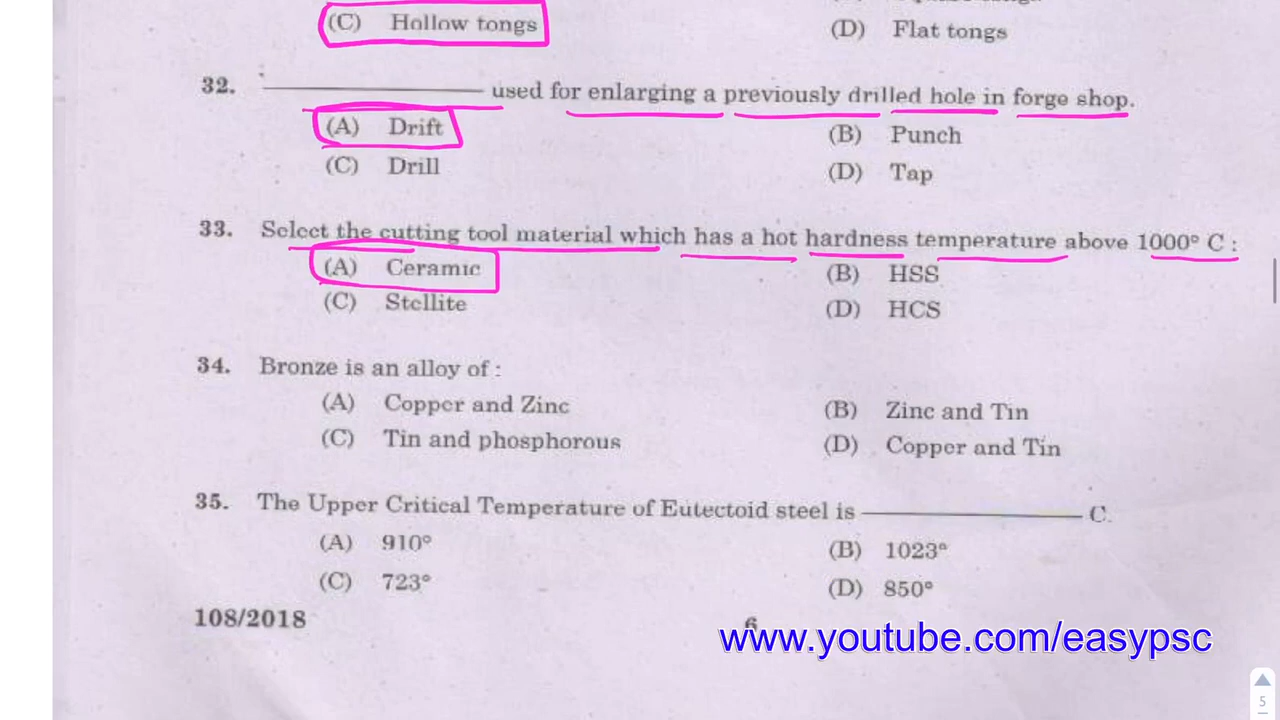 (C) Hollow tongs
(D) Flat tongs
32. __________ used for enlarging a previously drilled hole in forge shop.
(A) Drift
(B) Punch
(C) Drill
(D) Tap
33. Select the cutting tool material which has a hot hardness temperature above 1000° C :
(A) Ceramic
(B) HSS
(C) Stellite
(D) HCS
34. Bronze is an alloy of :
(A) Copper and Zinc
(B) Zinc and Tin
(C) Tin and phosphorous
(D) Copper and Tin
35. The Upper Critical Temperature of Eutectoid steel is __________ C.
(A) 910°
(B) 1023°
(C) 723°
(D) 850°
108/2018
6
www.youtube.com/easypsc
5